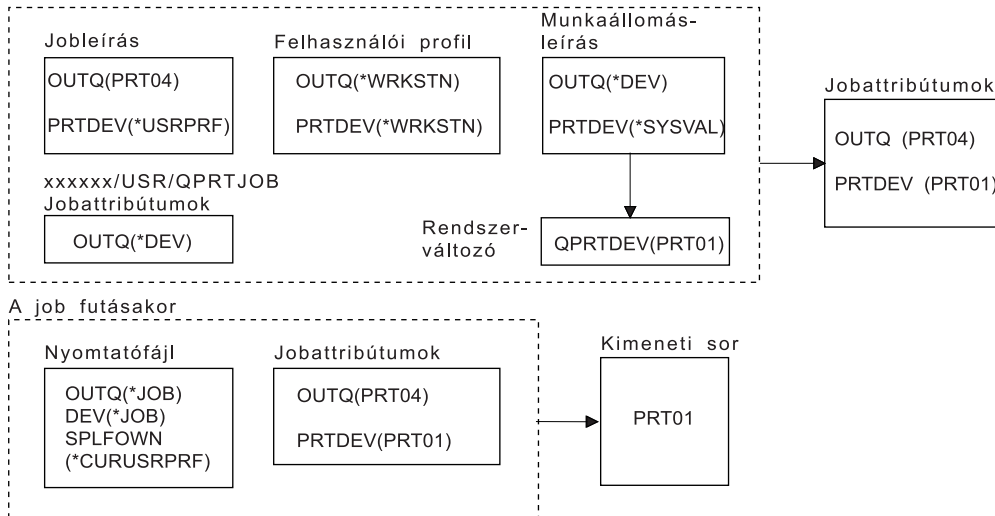 Jobleírás
OUTQ(PRT04)
PRTDEV(*USRPRF)
Felhasználói profil
OUTQ(*WRKSTN)
PRTDEV(*WRKSTN)
Munkaállomás-
leírás
OUTQ(*DEV)
PRTDEV(*SYSVAL)
Jobattribútumok
OUTQ (PRT04)
PRTDEV (PRT01)
xxxxxx/USR/QPRTJOB
Jobattribútumok
OUTQ(*DEV)
Rendszer-
változó
QPRTDEV(PRT01)
A job futásakor
Nyomtatófájl
OUTQ(*JOB)
DEV(*JOB)
SPLFOWN
(*CURUSRPRF)
Jobattribútumok
OUTQ(PRT04)
PRTDEV(PRT01)
Kimeneti sor
PRT01